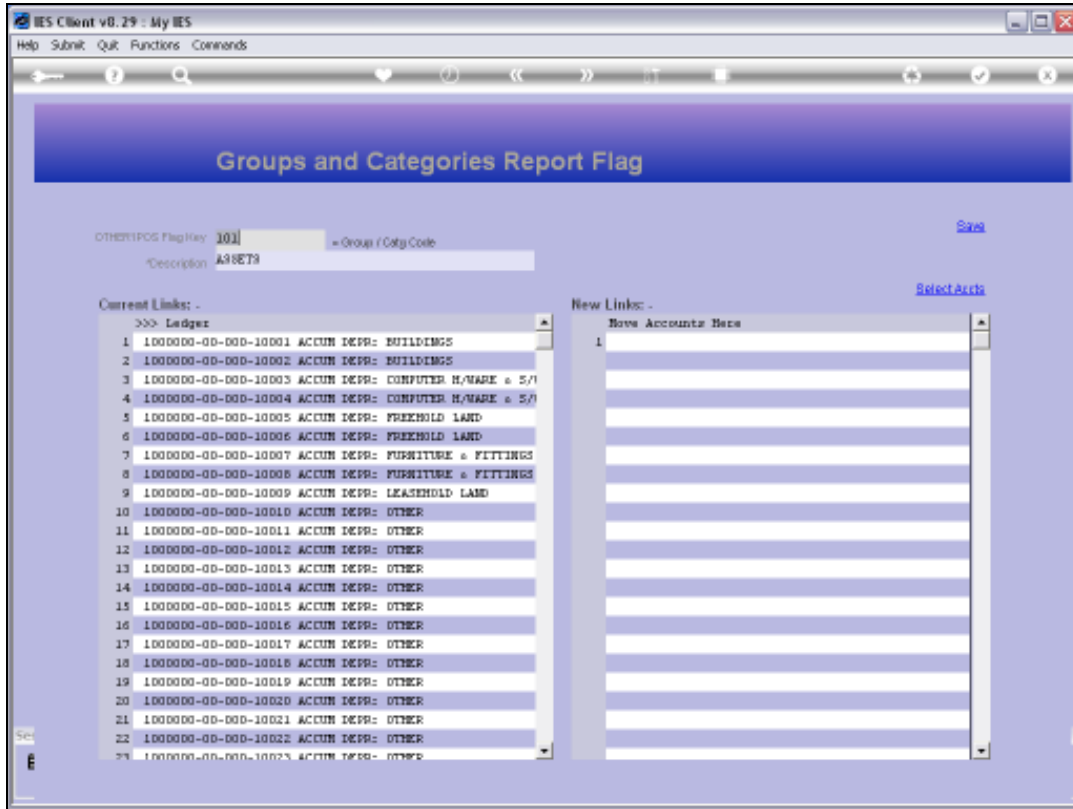 IES Client v8.29 : My IES
Help Submit Quit Functions Commands
Groups and Categories Report Flag
Save
OTHER1POS Flag Key 101 = Group / Catg Code
*Description ASSETS
Select Accts
Current Links: -
New Links: -
>>> Ledger
Move Accounts Here
1 1000000-00-000-10001 ACCUM DEPR: BUILDINGS
1
2 1000000-00-000-10002 ACCUM DEPR: BUILDINGS
3 1000000-00-000-10003 ACCUM DEPR: COMPUTER H/WARE & S/
4 1000000-00-000-10004 ACCUM DEPR: COMPUTER H/WARE & S/
5 1000000-00-000-10005 ACCUM DEPR: FREEHOLD LAND
6 1000000-00-000-10006 ACCUM DEPR: FREEHOLD LAND
7 1000000-00-000-10007 ACCUM DEPR: FURNITURE & FITTINGS
8 1000000-00-000-10008 ACCUM DEPR: FURNITURE & FITTINGS
9 1000000-00-000-10009 ACCUM DEPR: LEASEHOLD LAND
10 1000000-00-000-10010 ACCUM DEPR: OTHER
11 1000000-00-000-10011 ACCUM DEPR: OTHER
12 1000000-00-000-10012 ACCUM DEPR: OTHER
13 1000000-00-000-10013 ACCUM DEPR: OTHER
14 1000000-00-000-10014 ACCUM DEPR: OTHER
15 1000000-00-000-10015 ACCUM DEPR: OTHER
16 1000000-00-000-10016 ACCUM DEPR: OTHER
17 1000000-00-000-10017 ACCUM DEPR: OTHER
18 1000000-00-000-10018 ACCUM DEPR: OTHER
19 1000000-00-000-10019 ACCUM DEPR: OTHER
20 1000000-00-000-10020 ACCUM DEPR: OTHER
21 1000000-00-000-10021 ACCUM DEPR: OTHER
22 1000000-00-000-10022 ACCUM DEPR: OTHER
23 1000000-00-000-10023 ACCUM DEPR: OTHER